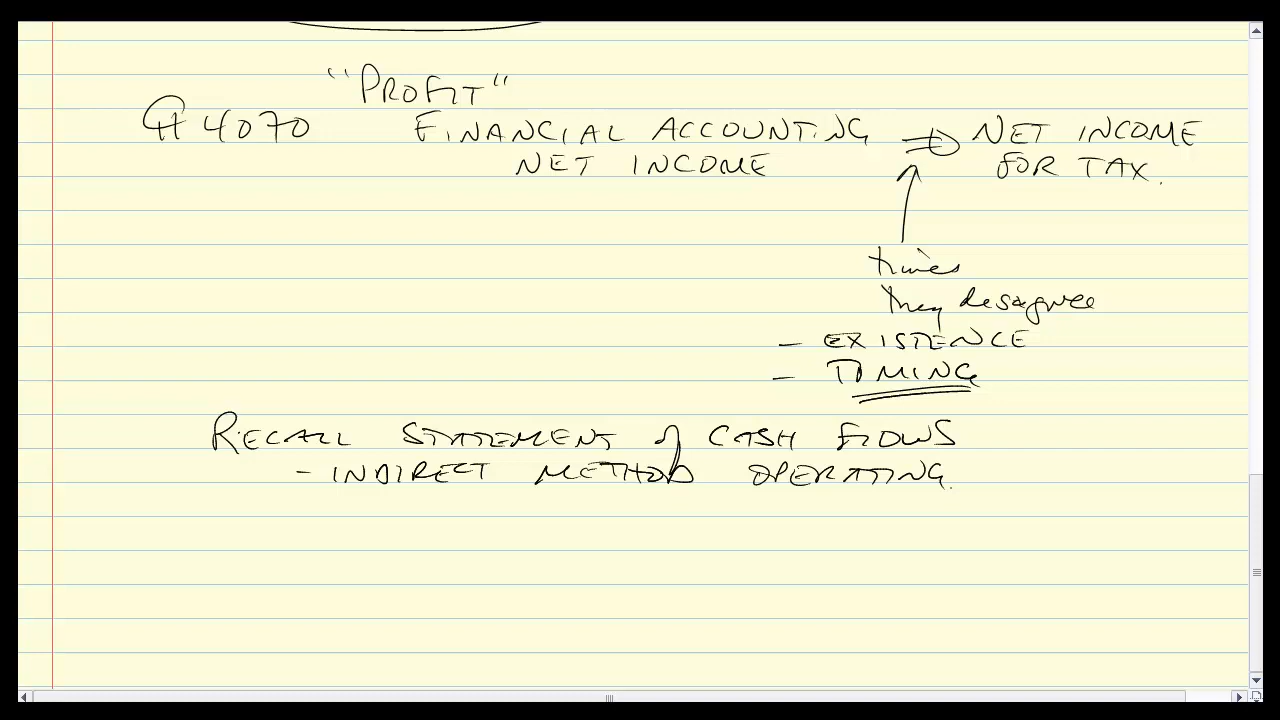 "PROFIT"
4070 FINANCIAL ACCOUNTING ⇒ NET INCOME
NET INCOME FOR TAX.
times
they disagree
- EXISTENCE
- TIMING
RECALL STATEMENT of CASH FLOWS
- INDIRECT METHOD OPERATING.